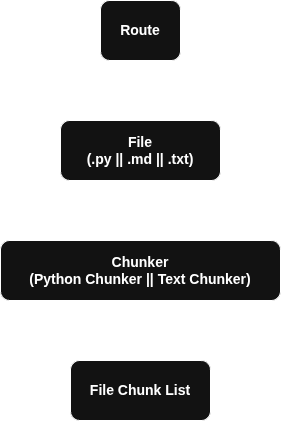 Route
File
(.py || .md || .txt)
Chunker
(Python Chunker || Text Chunker)
File Chunk List